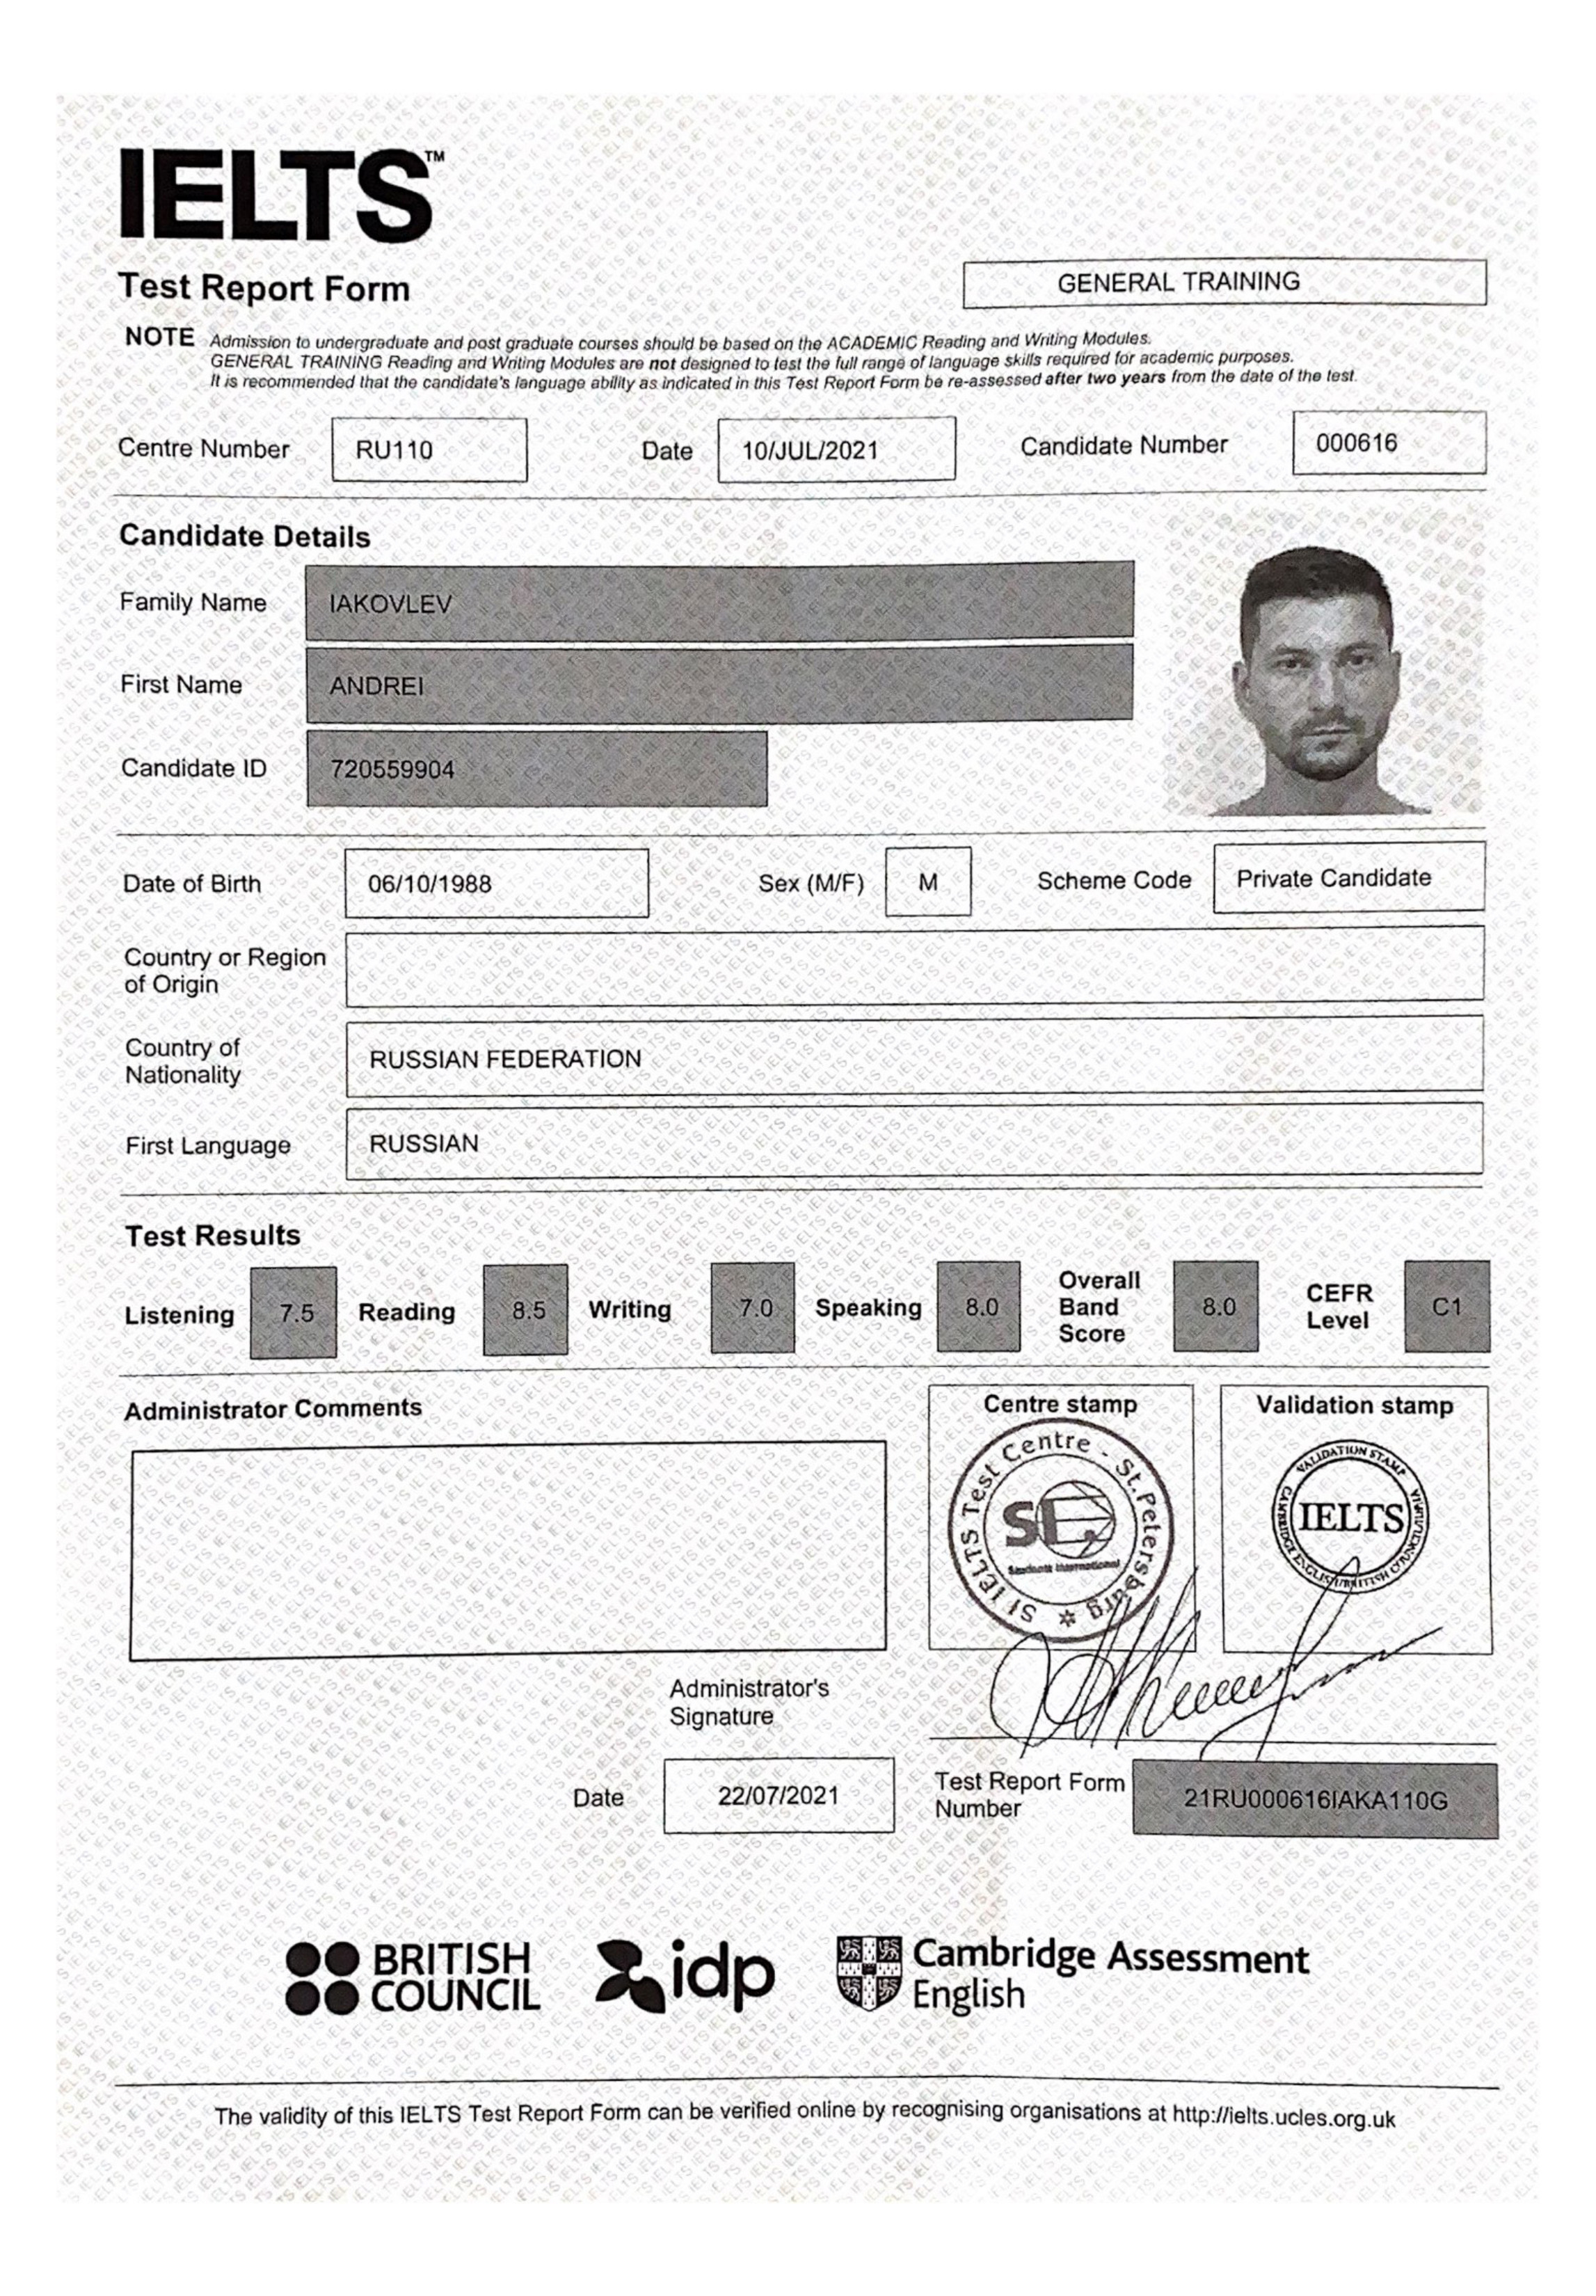 IELTS™
Test Report Form
GENERAL TRAINING
NOTE Admission to undergraduate and post graduate courses should be based on the ACADEMIC Reading and Writing Modules.
GENERAL TRAINING Reading and Writing Modules are not designed to test the full range of language skills required for academic purposes.
It is recommended that the candidate's language ability as indicated in this Test Report Form be re-assessed after two years from the date of the test.
Centre Number RU110 Date 10/JUL/2021 Candidate Number 000616
Candidate Details
Family Name IAKOVLEV
First Name ANDREI
Candidate ID 720559904
Date of Birth 06/10/1988 Sex (M/F) M Scheme Code Private Candidate
Country or Region
of Origin
Country of
Nationality RUSSIAN FEDERATION
First Language RUSSIAN
Test Results
Listening 7.5 Reading 8.5 Writing 7.0 Speaking 8.0 Overall Band Score 8.0 CEFR Level C1
Administrator Comments
Centre stamp
SI IELTS Test Centre - St.Petersburg
Students International
Validation stamp
VALIDATION STAMP
CAMBRIDGE ENGLISH/BRITISH COUNCIL/IDP:IA
IELTS
Administrator's
Signature
Date 22/07/2021
Test Report Form
Number 21RU000616IAKA110G
BRITISH
COUNCIL
idp
Cambridge Assessment
English
The validity of this IELTS Test Report Form can be verified online by recognising organisations at http://ielts.ucles.org.uk